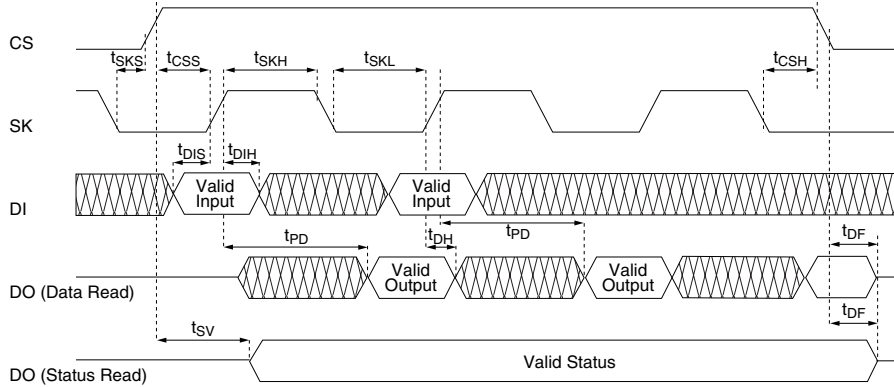 CS
tSKS tCSS tSKH tSKL tCSH
SK
tDIS tDIH
DI
Valid Input
Valid Input
tPD tDH tPD tDF
DO (Data Read)
Valid Output
Valid Output
tDF
tSV
DO (Status Read)
Valid Status